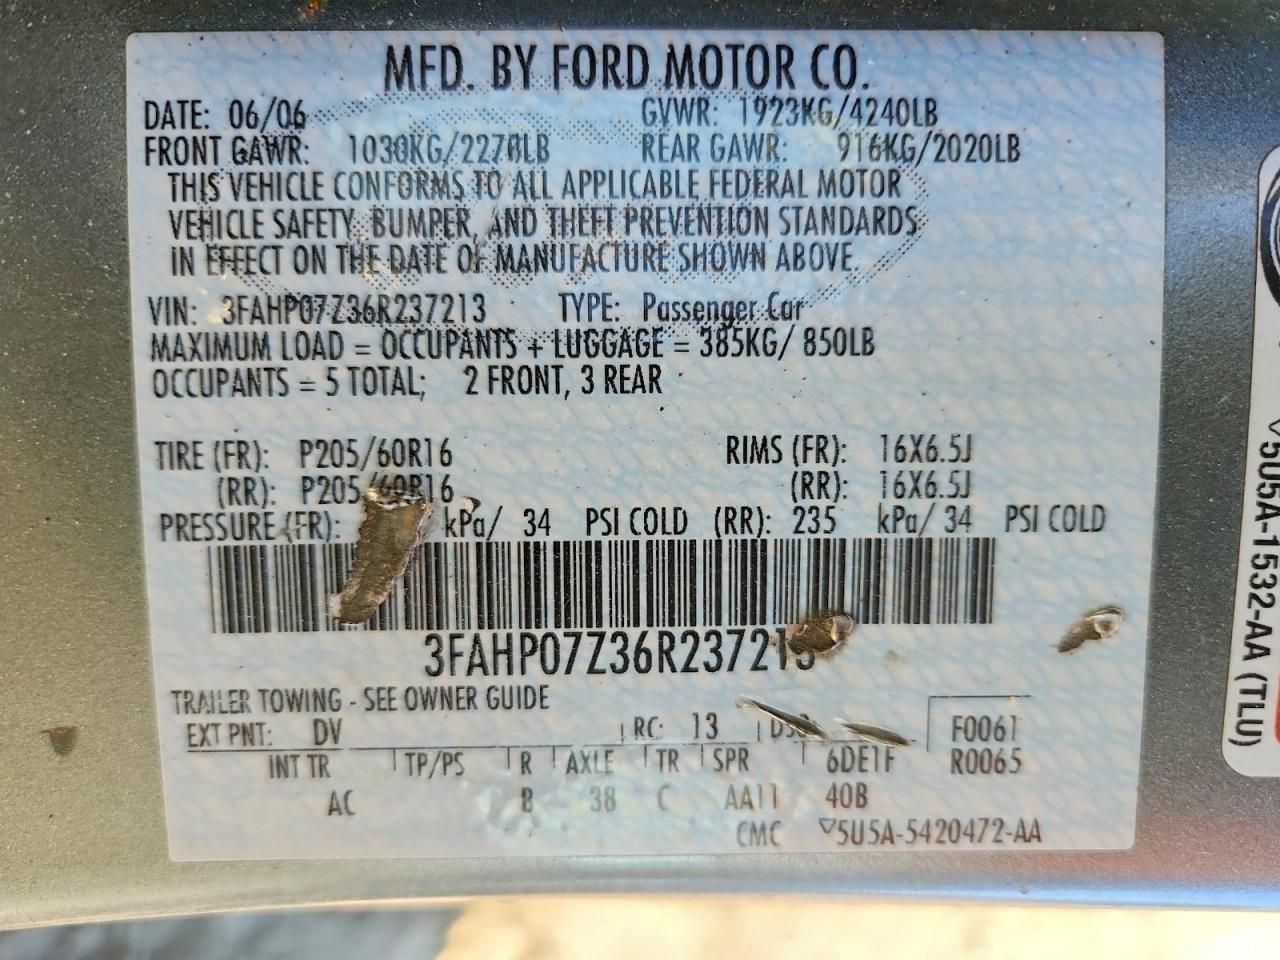 MFD. BY FORD MOTOR CO.
DATE: 06/06 GVWR: 1923KG/4240LB
FRONT GAWR: 1030KG/2270LB REAR GAWR: 916KG/2020LB
THIS VEHICLE CONFORMS TO ALL APPLICABLE FEDERAL MOTOR
VEHICLE SAFETY, BUMPER, AND THEFT PREVENTION STANDARDS
IN EFFECT ON THE DATE OF MANUFACTURE SHOWN ABOVE.
VIN: 3FAHP07Z36R237213 TYPE: Passenger Car
MAXIMUM LOAD = OCCUPANTS + LUGGAGE = 385KG/ 850LB
OCCUPANTS = 5 TOTAL; 2 FRONT, 3 REAR
TIRE (FR): P205/60R16 RIMS (FR): 16X6.5J
(RR): P205/60R16 (RR): 16X6.5J
PRESSURE (FR): kPa/ 34 PSI COLD (RR): 235 kPa/ 34 PSI COLD
3FAHP07Z36R237213
TRAILER TOWING - SEE OWNER GUIDE
EXT PNT: DV RC: 13 F0061
INT TR TP/PS R AXLE TR SPR 6DE1F R0065
AC B 38 C AA11 40B
CMC ▽5U5A-5420472-AA
▽5U5A-1532-AA (TLU)